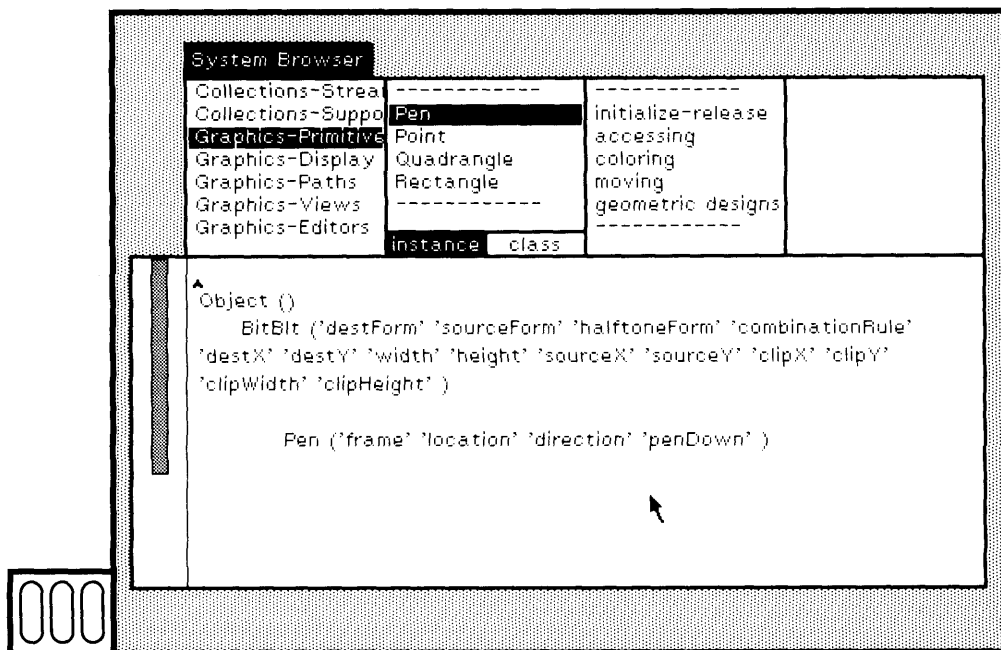 System Browser
Collections-Strea
Collections-Suppo
Graphics-Primitive
Graphics-Display
Graphics-Paths
Graphics-Views
Graphics-Editors
------------
Pen
Point
Quadrangle
Rectangle
------------
instance class
------------
initialize-release
accessing
coloring
moving
geometric designs
------------
Object ()
BitBlt ('destForm' 'sourceForm' 'halftoneForm' 'combinationRule'
'destX' 'destY' 'width' 'height' 'sourceX' 'sourceY' 'clipX' 'clipY'
'clipWidth' 'clipHeight' )
Pen ('frame' 'location' 'direction' 'penDown' )